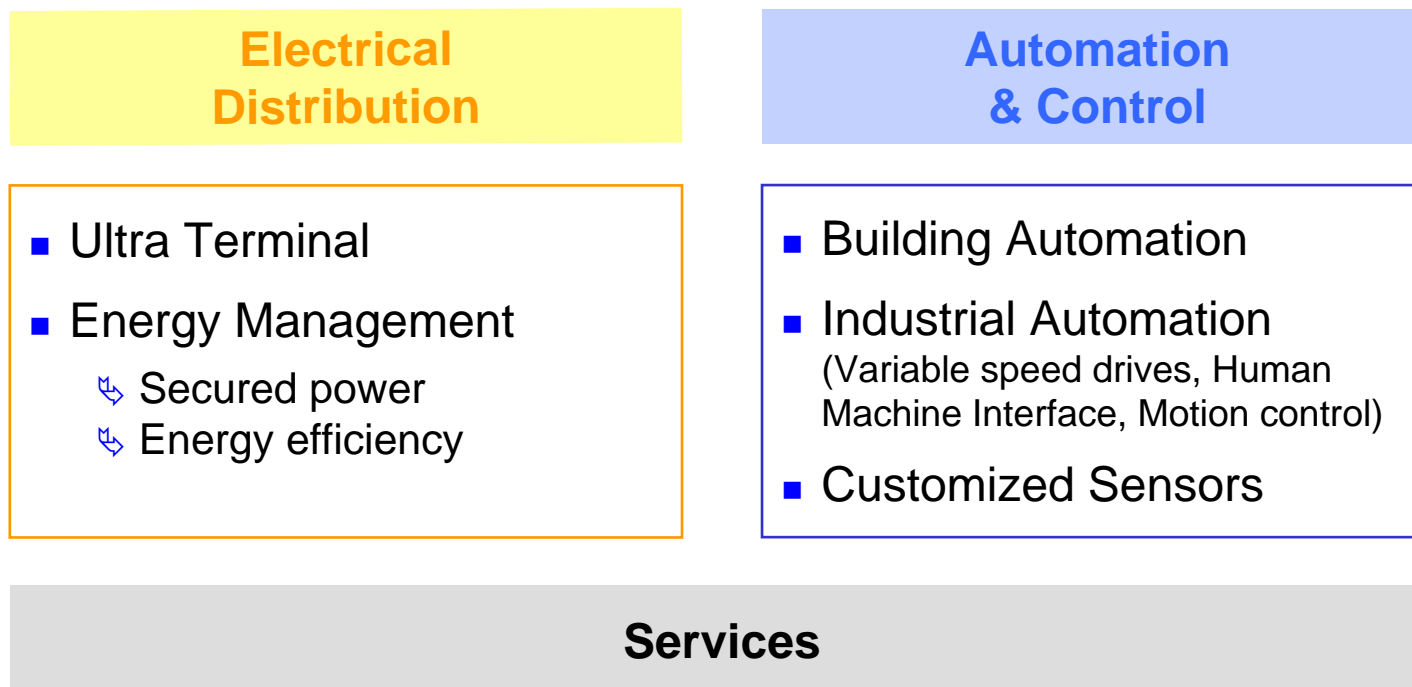 Electrical
Distribution
Automation
& Control
Ultra Terminal
Energy Management
Secured power
Energy efficiency
Building Automation
Industrial Automation
(Variable speed drives, Human
Machine Interface, Motion control)
Customized Sensors
Services